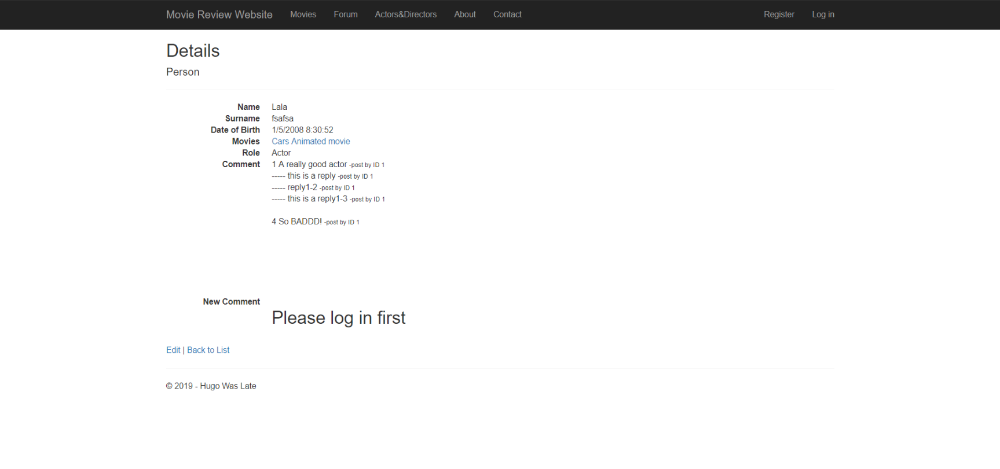 Movie Review Website Movies Forum Actors&Directors About Contact Register Log in
Details
Person
Name Lala
Surname fsafsa
Date of Birth 1/5/2008 8:30:52
Movies Cars Animated movie
Role Actor
Comment 1 A really good actor -post by ID 1
----- this is a reply -post by ID 1
----- reply1-2 -post by ID 1
----- this is a reply1-3 -post by ID 1
4 So BADDD! -post by ID 1
New Comment
Please log in first
Edit | Back to List
© 2019 - Hugo Was Late